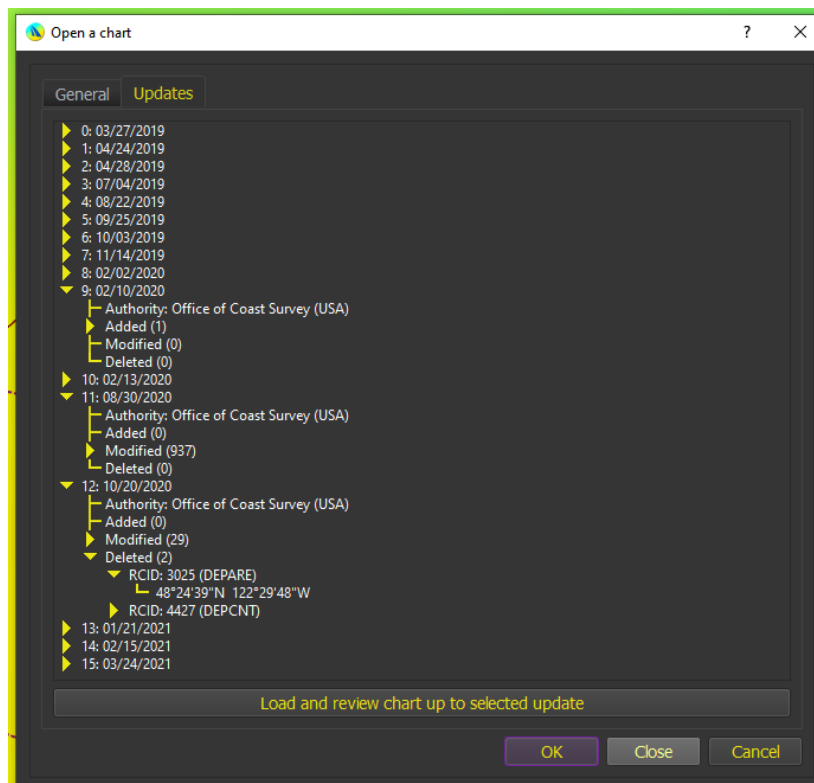 Open a chart
?
General Updates
0: 03/27/2019
1: 04/24/2019
2: 04/28/2019
3: 07/04/2019
4: 08/22/2019
5: 09/25/2019
6: 10/03/2019
7: 11/14/2019
8: 02/02/2020
9: 02/10/2020
Authority: Office of Coast Survey (USA)
Added (1)
Modified (0)
Deleted (0)
10: 02/13/2020
11: 08/30/2020
Authority: Office of Coast Survey (USA)
Added (0)
Modified (937)
Deleted (0)
12: 10/20/2020
Authority: Office of Coast Survey (USA)
Added (0)
Modified (29)
Deleted (2)
RCID: 3025 (DEPARE)
48°24'39"N 122°29'48"W
RCID: 4427 (DEPCNT)
13: 01/21/2021
14: 02/15/2021
15: 03/24/2021
Load and review chart up to selected update
OK Close Cancel